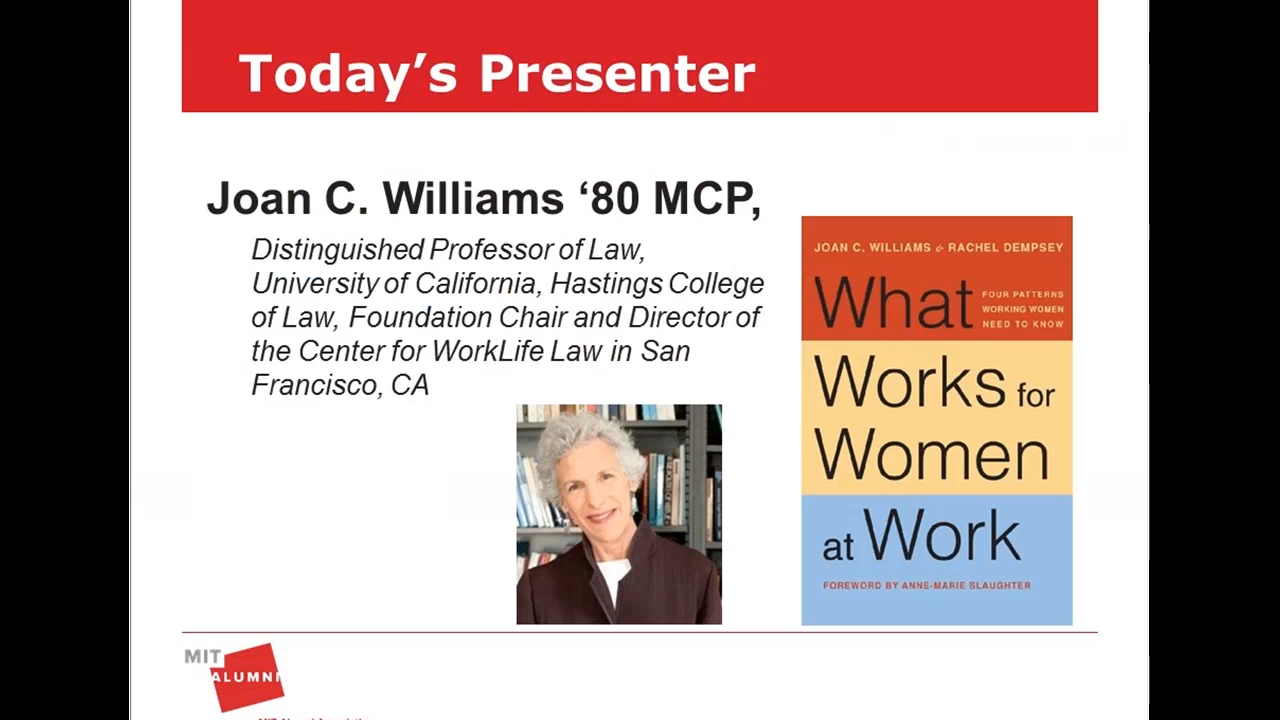 Today’s Presenter
Joan C. Williams ‘80 MCP,
Distinguished Professor of Law,
University of California, Hastings College
of Law, Foundation Chair and Director of
the Center for WorkLife Law in San
Francisco, CA
JOAN C. WILLIAMS & RACHEL DEMPSEY
What
FOUR PATTERNS
WORKING WOMEN
NEED TO KNOW
Works for
Women
at Work
FOREWORD BY ANNE-MARIE SLAUGHTER
MIT
ALUMNI